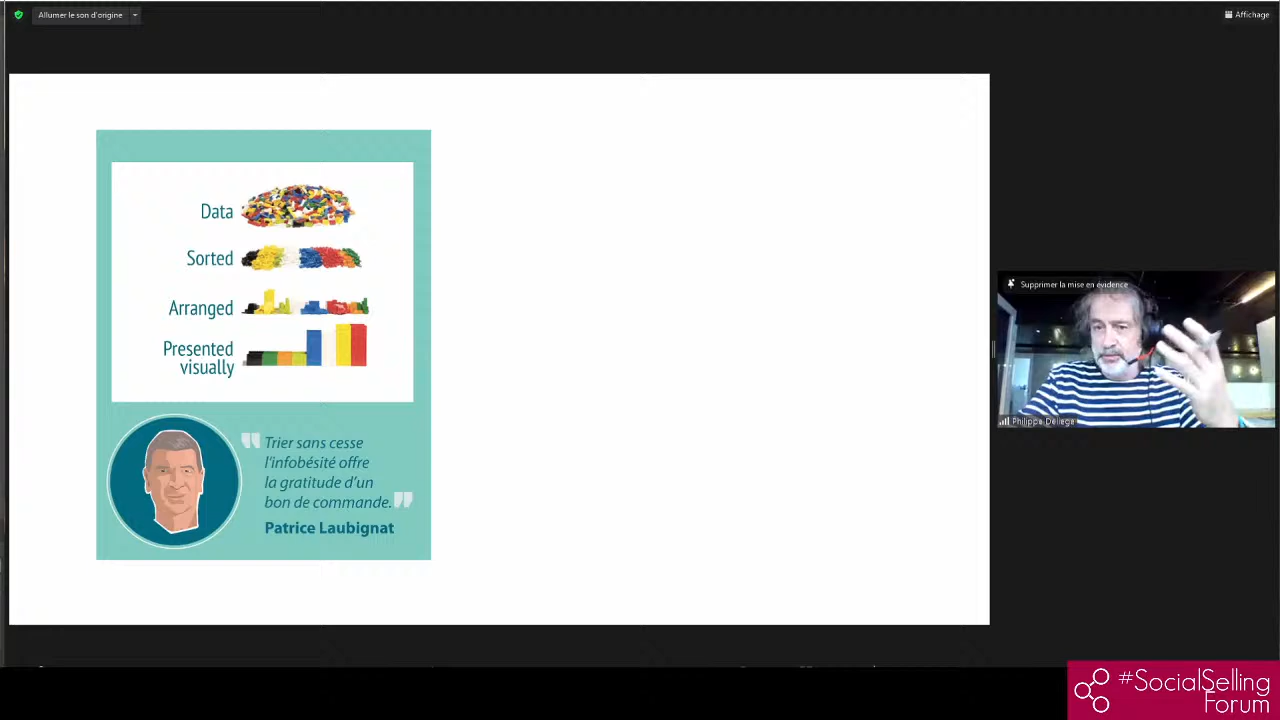 Allumer le son d'origine
Affichage
Data
Sorted
Arranged
Presented
visually
Trier sans cesse
l'infobésité offre
la gratitude d'un
bon de commande.
Patrice Laubignat
Supprimer la mise en évidence
Philippe Deliège
#SocialSelling
Forum